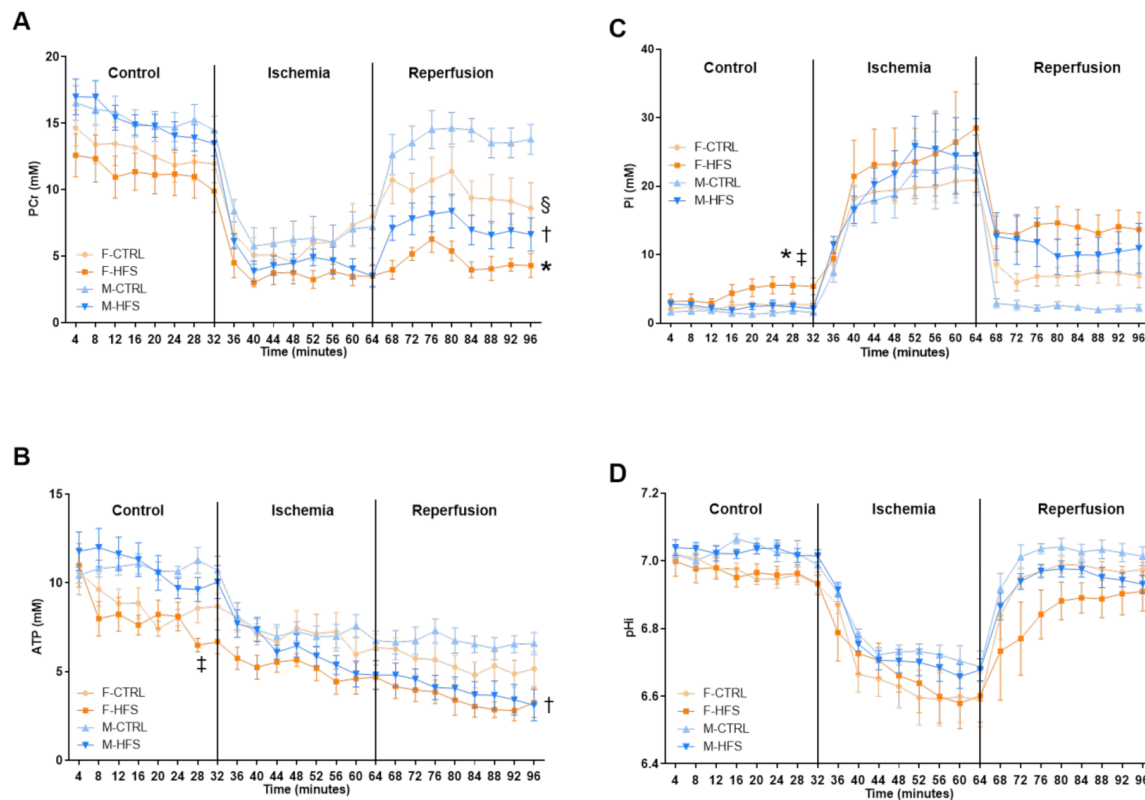 A
20
15
10
5
0
PCr (mM)
Control
Ischemia
Reperfusion
F-CTRL
F-HFS
M-CTRL
M-HFS
§
†
*
4 8 12 16 20 24 28 32 36 40 44 48 52 56 60 64 68 72 76 80 84 88 92 96
Time (minutes)
B
15
10
5
0
ATP (mM)
Control
Ischemia
Reperfusion
‡
†
F-CTRL
F-HFS
M-CTRL
M-HFS
4 8 12 16 20 24 28 32 36 40 44 48 52 56 60 64 68 72 76 80 84 88 92 96
Time (minutes)
C
40
30
20
10
0
Pi (mM)
Control
Ischemia
Reperfusion
F-CTRL
F-HFS
M-CTRL
M-HFS
* ‡
4 8 12 16 20 24 28 32 36 40 44 48 52 56 60 64 68 72 76 80 84 88 92 96
Time (minutes)
D
7.2
7.0
6.8
6.6
6.4
pHi
Control
Ischemia
Reperfusion
F-CTRL
F-HFS
M-CTRL
M-HFS
4 8 12 16 20 24 28 32 36 40 44 48 52 56 60 64 68 72 76 80 84 88 92 96
Time (minutes)